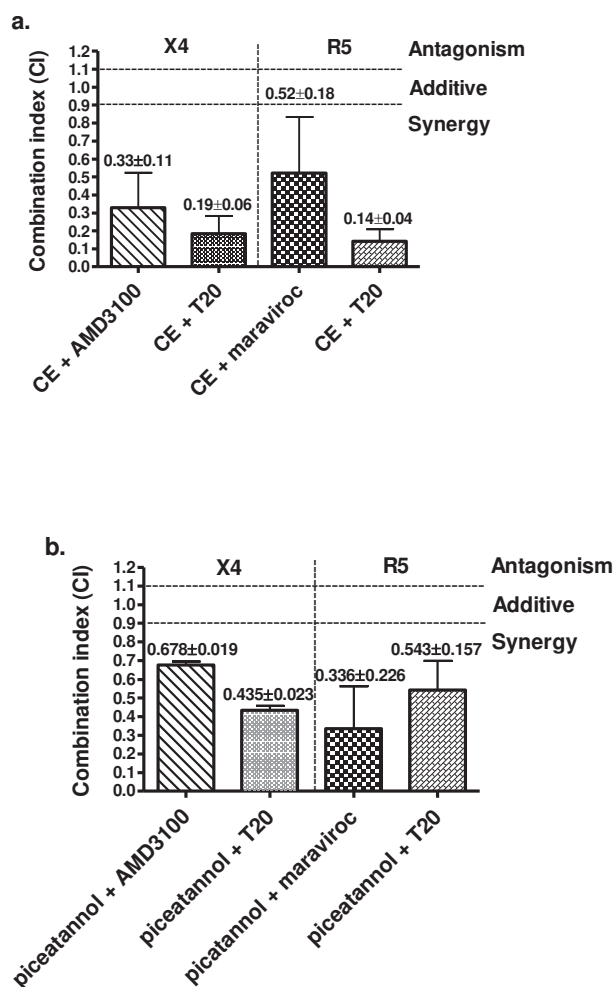 a.
X4
R5
Antagonism
Additive
Synergy
Combination index (CI)
1.2
1.1
1.0
0.9
0.8
0.7
0.6
0.5
0.4
0.3
0.2
0.1
0.0
0.33±0.11
0.19±0.06
0.52±0.18
0.14±0.04
CE + AMD3100
CE + T20
CE + maraviroc
CE + T20
b.
X4
R5
Antagonism
Additive
Synergy
Combination index (CI)
1.2
1.1
1.0
0.9
0.8
0.7
0.6
0.5
0.4
0.3
0.2
0.1
0.0
0.678±0.019
0.435±0.023
0.336±0.226
0.543±0.157
piceatannol + AMD3100
piceatannol + T20
picatannol + maraviroc
piceatannol + T20